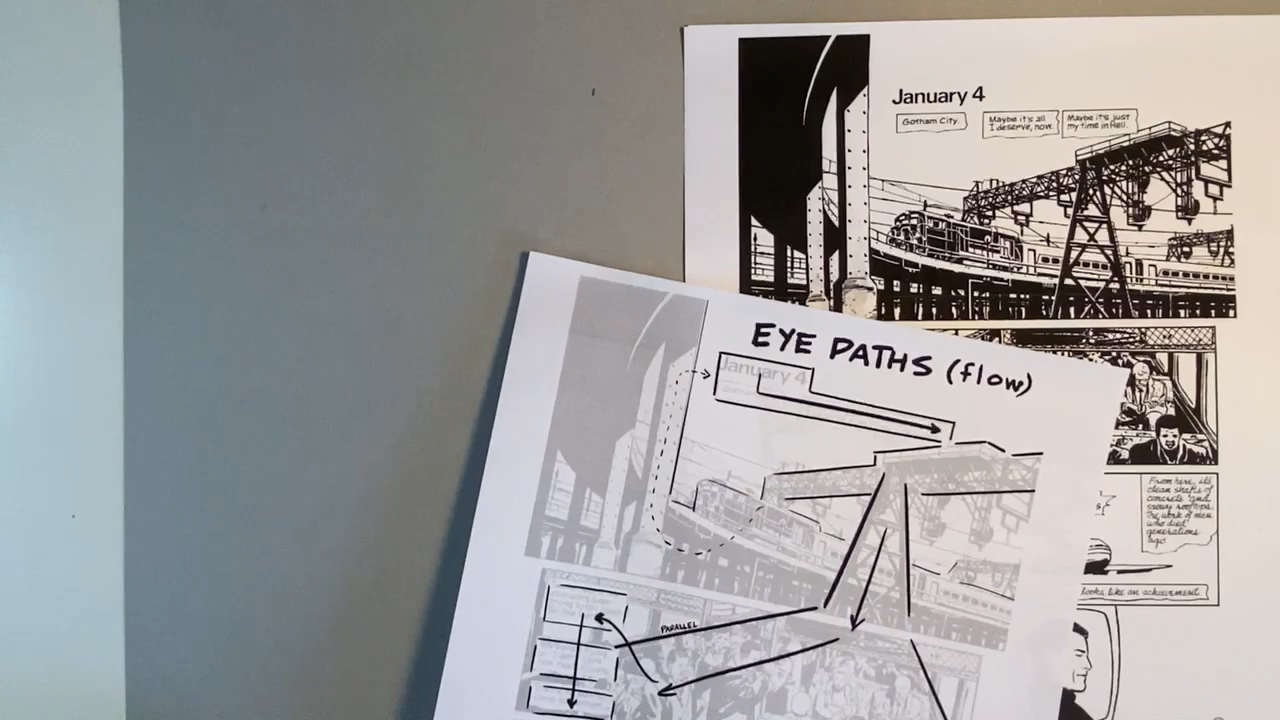 January 4
Gotham City.
Maybe it's all
I deserve, now.
Maybe it's just
my time in Hell.
From here, it's
clean shafts of
concrete and
snowy rooftops.
The work of men
who died
generations
ago.
looks like an achievement.
EYE PATHS (flow)
January 4
PARALLEL